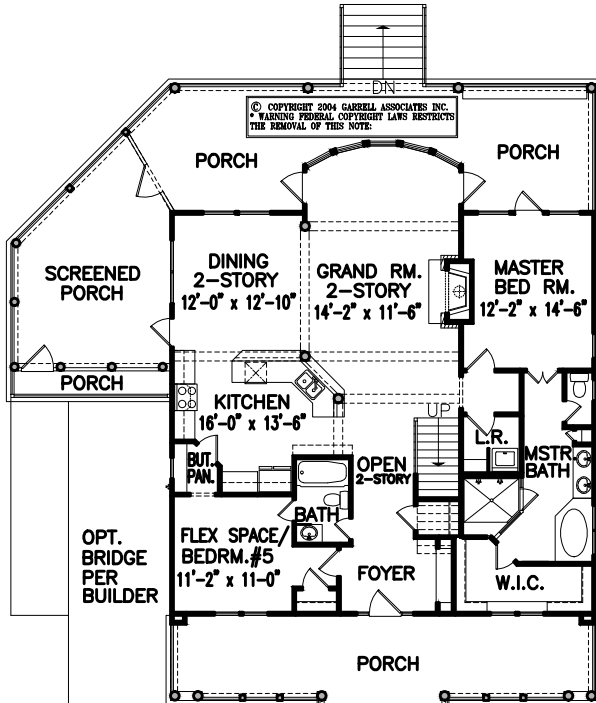 DN
© COPYRIGHT 2004 GARRELL ASSOCIATES INC.
* WARNING FEDERAL COPYRIGHT LAWS RESTRICTS
THE REMOVAL OF THIS NOTE:
PORCH
PORCH
DINING
2-STORY
12'-0" x 12'-10"
GRAND RM.
2-STORY
14'-2" x 11'-6"
MASTER
BED RM.
12'-2" x 14'-6"
SCREENED
PORCH
PORCH
KITCHEN
16'-0" x 13'-6"
UP
L.R.
MSTR
BATH
BUT.
PAN.
OPEN
2-STORY
BATH
FLEX SPACE/
BEDRM.#5
11'-2" x 11'-0"
OPT.
BRIDGE
PER
BUILDER
FOYER
W.I.C.
PORCH